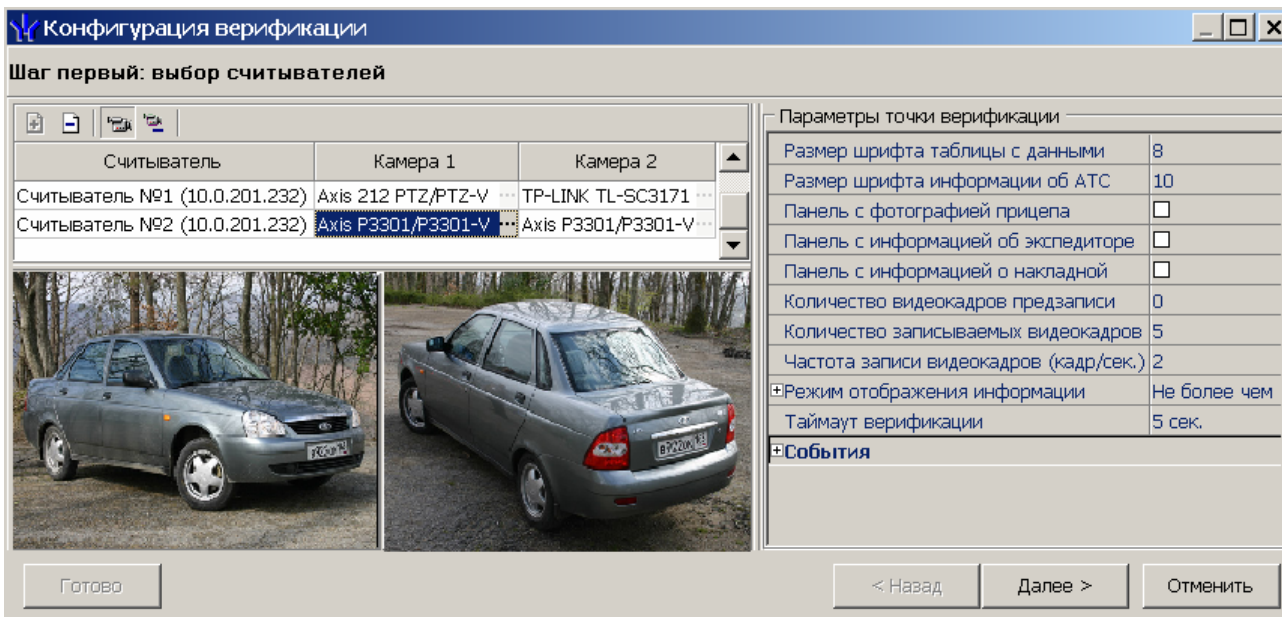 Конфигурация верификации
Шаг первый: выбор считывателей
Считыватель Камера 1 Камера 2
Считыватель №1 (10.0.201.232) Axis 212 PTZ/PTZ-V ... TP-LINK TL-SC3171 ...
Считыватель №2 (10.0.201.232) Axis P3301/P3301-V ... Axis P3301/P3301-V ...
Параметры точки верификации
Размер шрифта таблицы с данными 8
Размер шрифта информации об АТС 10
Панель с фотографией прицепа
Панель с информацией об экспедиторе
Панель с информацией о накладной
Количество видеокадров предзаписи 0
Количество записываемых видеокадров 5
Частота записи видеокадров (кадр/сек.) 2
Режим отображения информации Не более чем
Таймаут верификации 5 сек.
События
Готово
< Назад
Далее >
Отменить